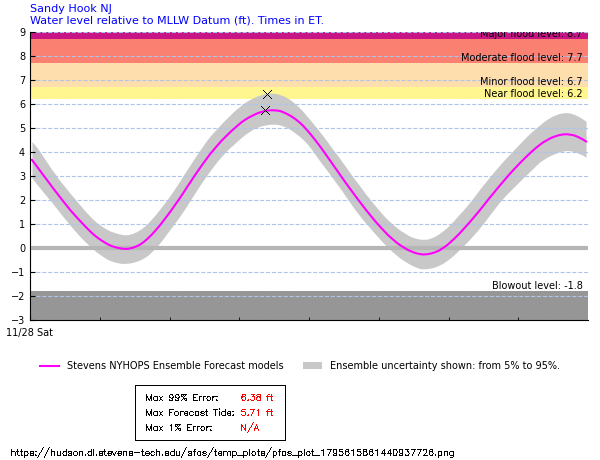 Sandy Hook NJ
Water level relative to MLLW Datum (ft). Times in ET.
9
Major flood level: 8.7
8
Moderate flood level: 7.7
7
Minor flood level: 6.7
Near flood level: 6.2
6
5
4
3
2
1
0
−1
Blowout level: -1.8
−2
−3
11/28 Sat
Stevens NYHOPS Ensemble Forecast models
Ensemble uncertainty shown: from 5% to 95%.
Max 99% Error: 6.38 ft
Max Forecast Tide: 5.71 ft
Max 1% Error: N/A
https://hudson.dl.stevens-tech.edu/sfas/temp_plots/pfas_plot_1795615861440937726.png